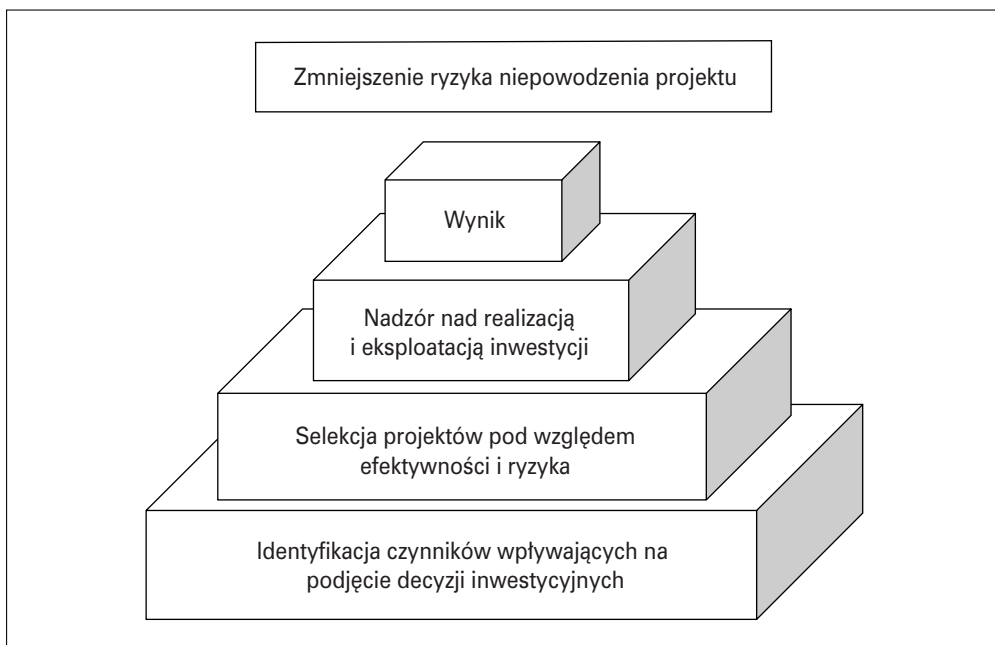 Zmniejszenie ryzyka niepowodzenia projektu
Wynik
Nadzór nad realizacją
i eksploatacją inwestycji
Selekcja projektów pod względem
efektywności i ryzyka
Identyfikacja czynników wpływających na
podjęcie decyzji inwestycyjnych